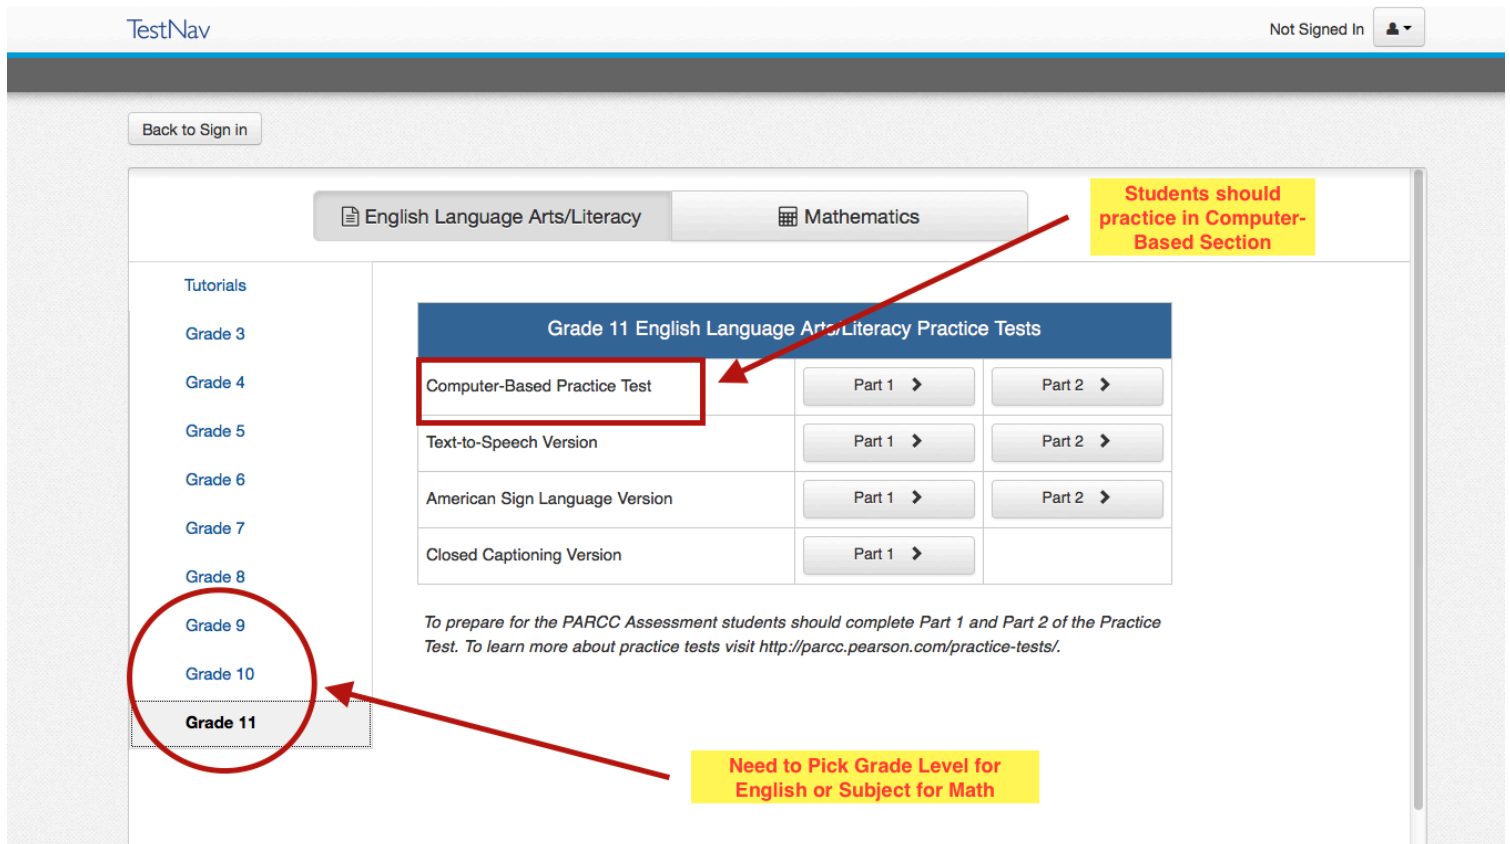 TestNav
Not Signed In
Back to Sign in
English Language Arts/Literacy
Mathematics
Students should
practice in Computer-
Based Section
Tutorials
Grade 3
Grade 4
Grade 5
Grade 6
Grade 7
Grade 8
Grade 9
Grade 10
Grade 11
Grade 11 English Language Arts/Literacy Practice Tests
Computer-Based Practice Test
Part 1
Part 2
Text-to-Speech Version
Part 1
Part 2
American Sign Language Version
Part 1
Part 2
Closed Captioning Version
Part 1
To prepare for the PARCC Assessment students should complete Part 1 and Part 2 of the Practice
Test. To learn more about practice tests visit http://parcc.pearson.com/practice-tests/.
Need to Pick Grade Level for
English or Subject for Math